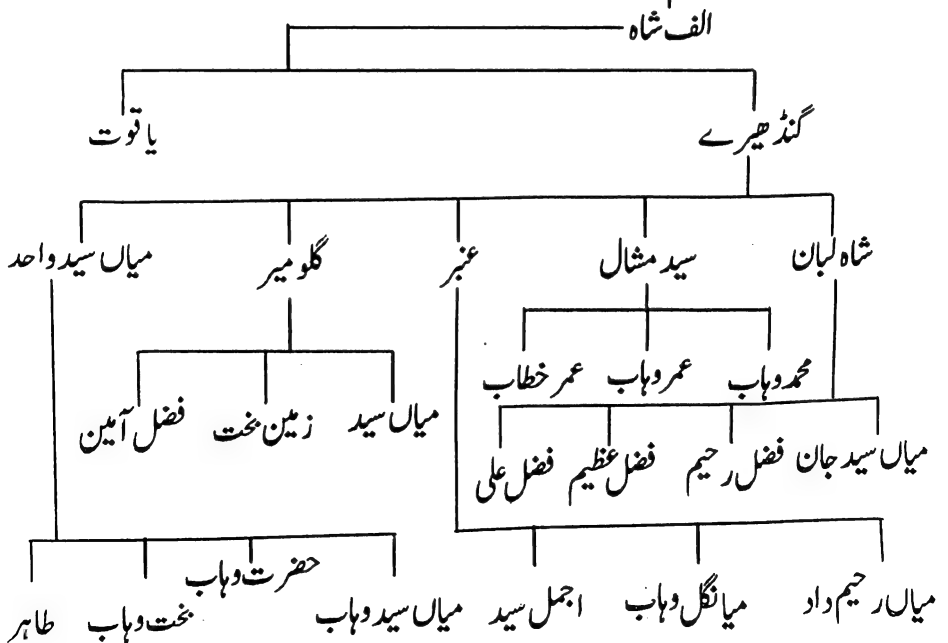 الف شاہ
گنڈھیرے یاقوت
شاہ لبان سید مشال عنبر گلو میر میاں سید واحد
محمد وہاب عمر وہاب عمر خطاب
میاں سید زمین بخت فضل آمین
میاں سید جان فضل رحیم فضل عظیم فضل علی
میاں رحیم داد میانگل وہاب اجمل سید
میاں سید وہاب حضرت وہاب بخت وہاب طاہر